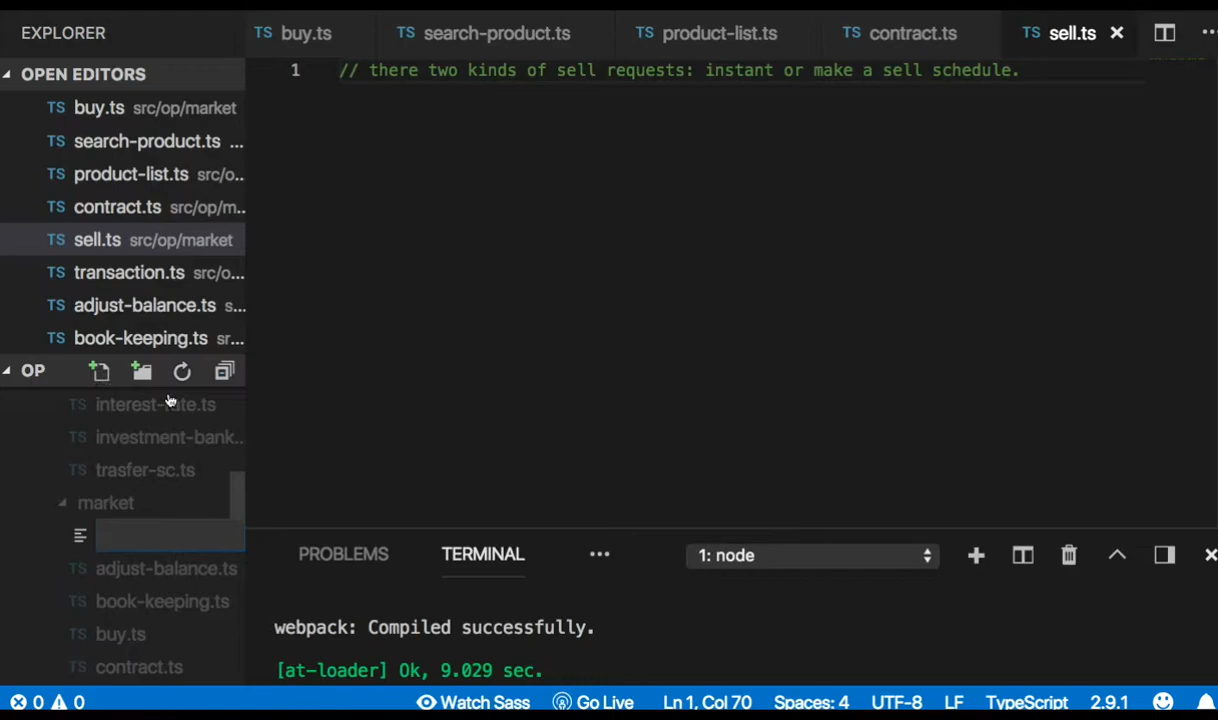 EXPLORER
TS buy.ts
TS search-product.ts
TS product-list.ts
TS contract.ts
TS sell.ts
OPEN EDITORS
TS buy.ts src/op/market
TS search-product.ts ...
TS product-list.ts src/o...
TS contract.ts src/op/m...
TS sell.ts src/op/market
TS transaction.ts src/o...
TS adjust-balance.ts s...
TS book-keeping.ts sr...
OP
TS interest-rate.ts
TS investment-bank...
TS trasfer-sc.ts
market
TS adjust-balance.ts
TS book-keeping.ts
TS buy.ts
TS contract.ts
1 // there two kinds of sell requests: instant or make a sell schedule.
PROBLEMS TERMINAL ... 1: node
webpack: Compiled successfully.
[at-loader] Ok, 9.029 sec.
0 0 Watch Sass Go Live Ln 1, Col 70 Spaces: 4 UTF-8 LF TypeScript 2.9.1